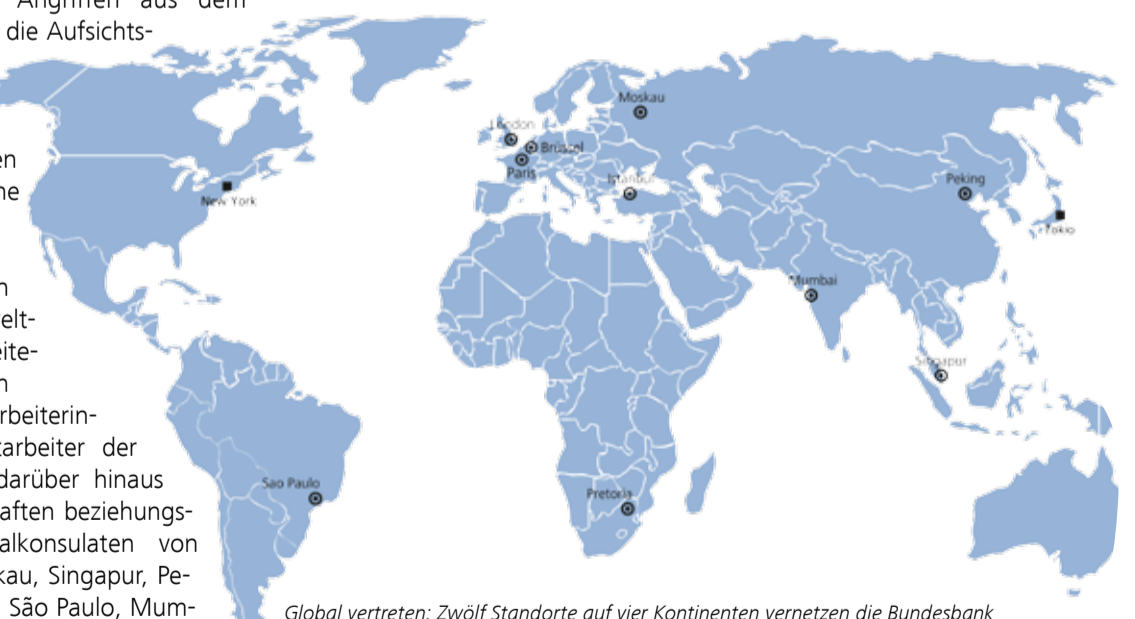 Angriffen aus dem
die Aufsichts-
en
ne
n
elt-
eite-
n
rbeiterin-
tarbeiter der
darüber hinaus
aften beziehungs-
alkonsulaten von
kau, Singapur, Pe-
São Paulo, Mum-
Moskau
London
Brüssel
Paris
Istanbul
New York
Peking
Tokio
Mumbai
Singapur
Sao Paulo
Pretoria
Global vertreten: Zwölf Standorte auf vier Kontinenten vernetzen die Bundesbank